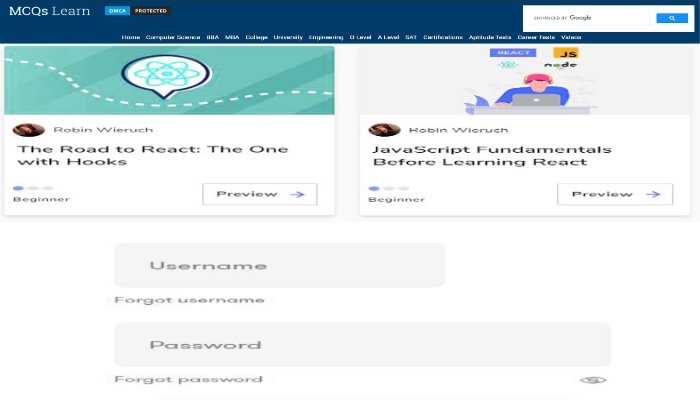 MCQs Learn
DMCA PROTECTED
ENHANCED BY Google
Home Computer Science BBA MBA College University Engineering O Level A Level SAT Certifications Aptitude Tests Career Tests Videos
REACT JS
node
Robin Wieruch
The Road to React: The One
with Hooks
Beginner
Preview →
Robin Wieruch
JavaScript Fundamentals
Before Learning React
Beginner
Preview →
Username
Forgot username
Password
Forgot password